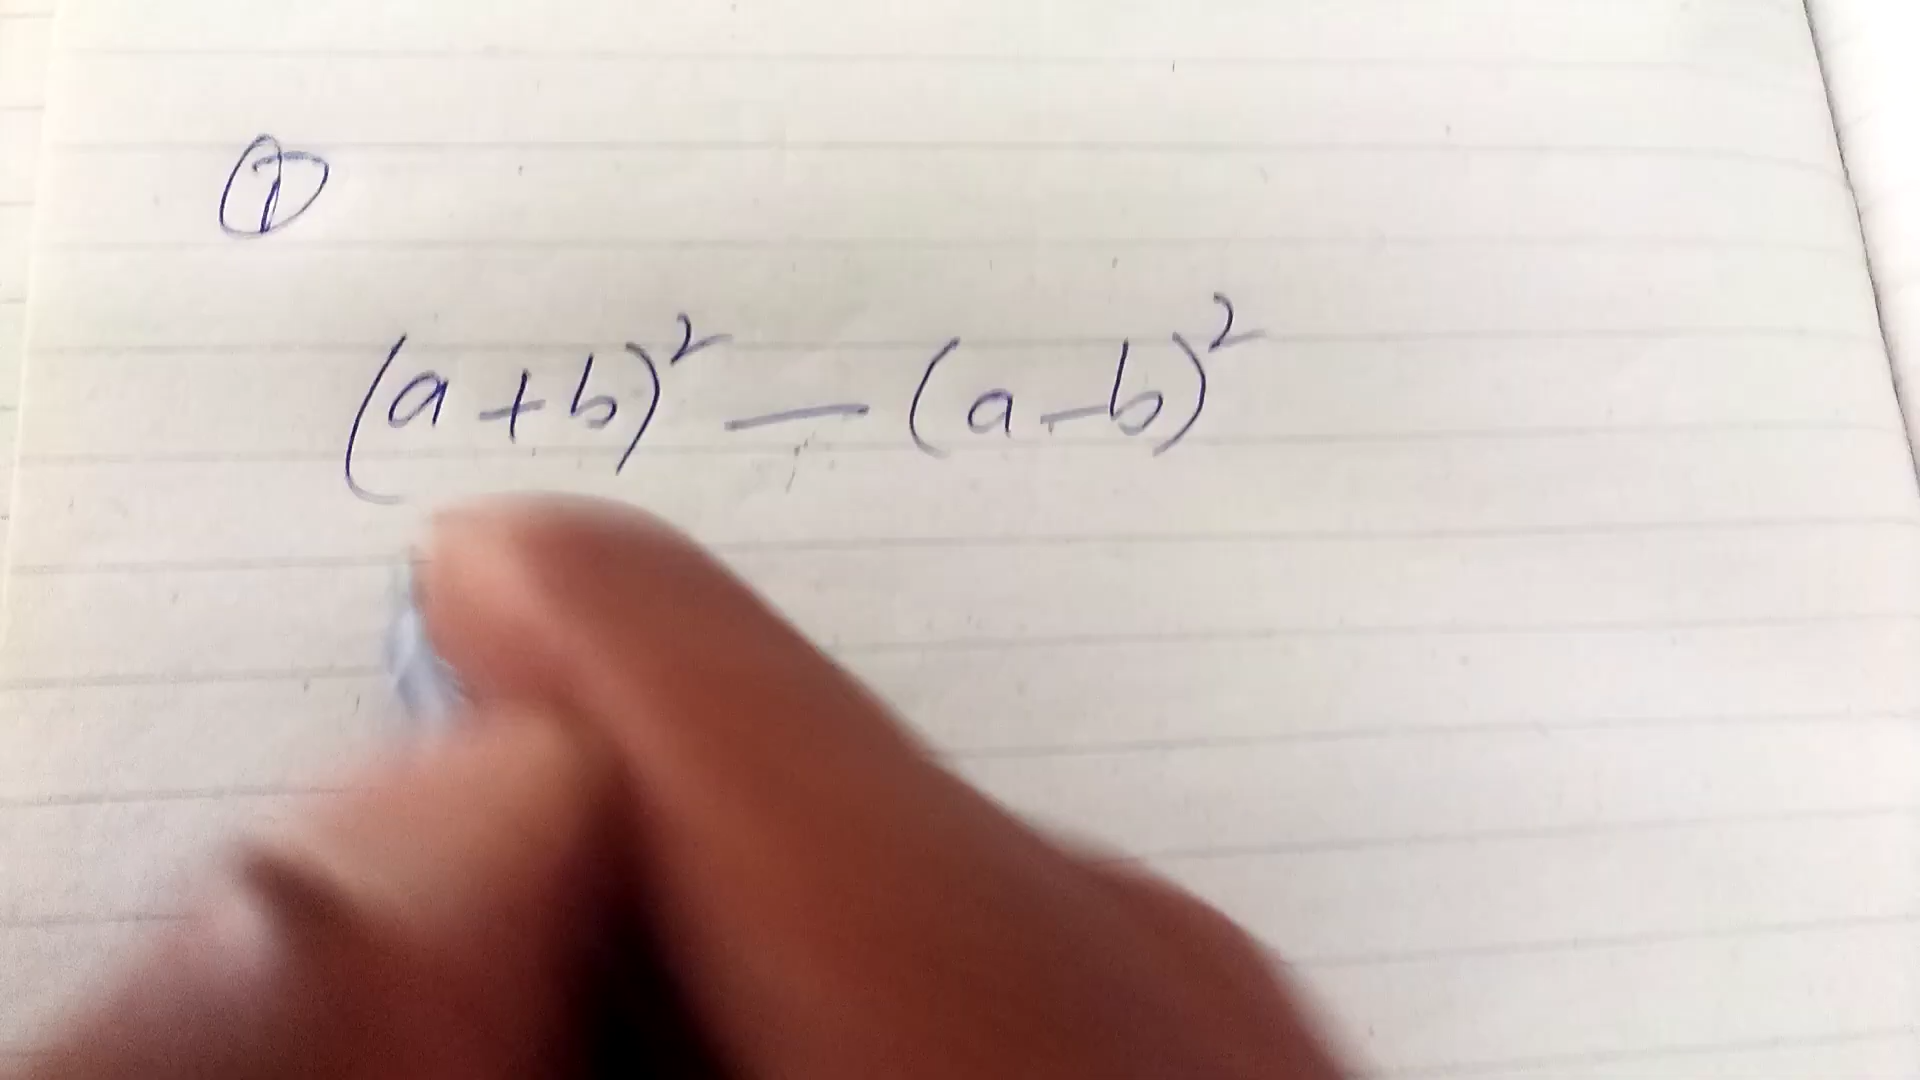 ①
(a+b)² — (a-b)²